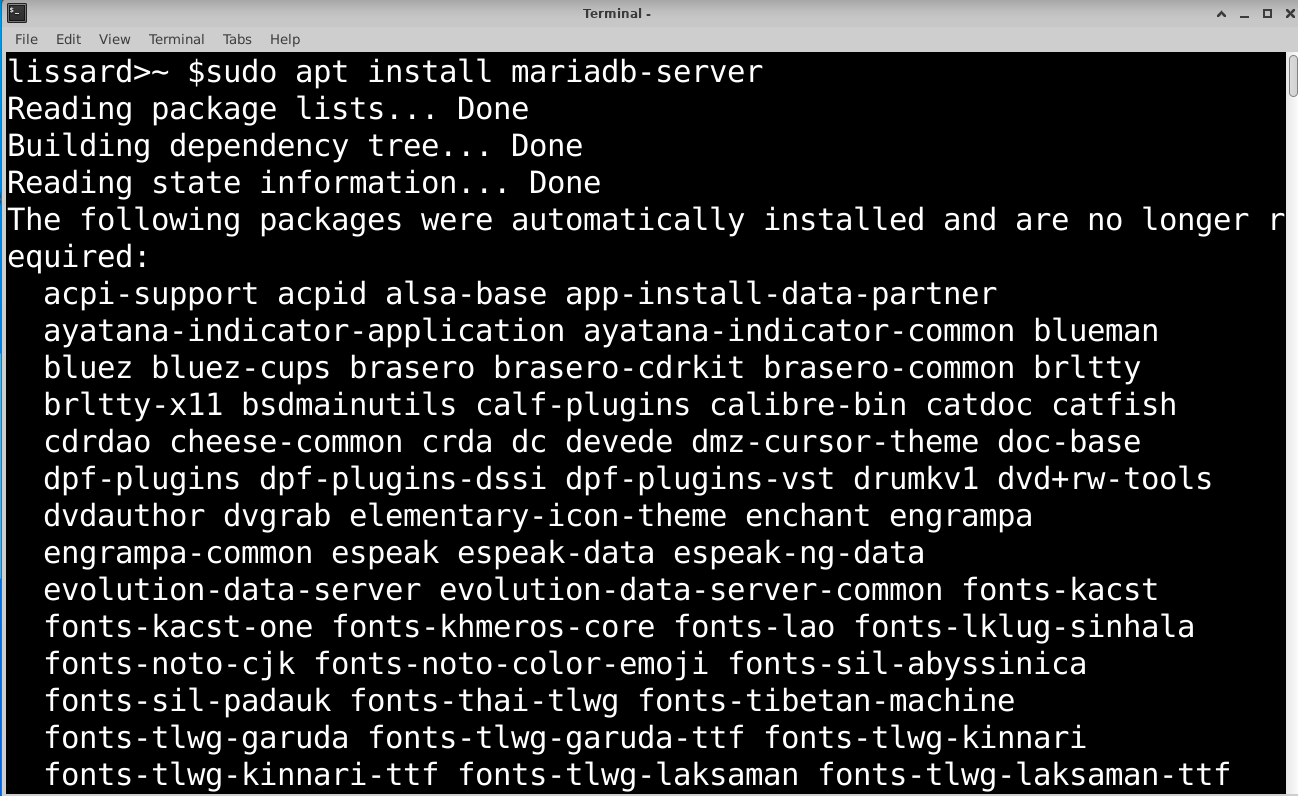 Terminal -
File Edit View Terminal Tabs Help
lissard>~ $sudo apt install mariadb-server
Reading package lists... Done
Building dependency tree... Done
Reading state information... Done
The following packages were automatically installed and are no longer r
equired:
acpi-support acpid alsa-base app-install-data-partner
ayatana-indicator-application ayatana-indicator-common blueman
bluez bluez-cups brasero brasero-cdrkit brasero-common brltty
brltty-x11 bsdmainutils calf-plugins calibre-bin catdoc catfish
cdrdao cheese-common crda dc devede dmz-cursor-theme doc-base
dpf-plugins dpf-plugins-dssi dpf-plugins-vst drumkv1 dvd+rw-tools
dvdauthor dvgrab elementary-icon-theme enchant engrampa
engrampa-common espeak espeak-data espeak-ng-data
evolution-data-server evolution-data-server-common fonts-kacst
fonts-kacst-one fonts-khmeros-core fonts-lao fonts-lklug-sinhala
fonts-noto-cjk fonts-noto-color-emoji fonts-sil-abyssinica
fonts-sil-padauk fonts-thai-tlwg fonts-tibetan-machine
fonts-tlwg-garuda fonts-tlwg-garuda-ttf fonts-tlwg-kinnari
fonts-tlwg-kinnari-ttf fonts-tlwg-laksaman fonts-tlwg-laksaman-ttf